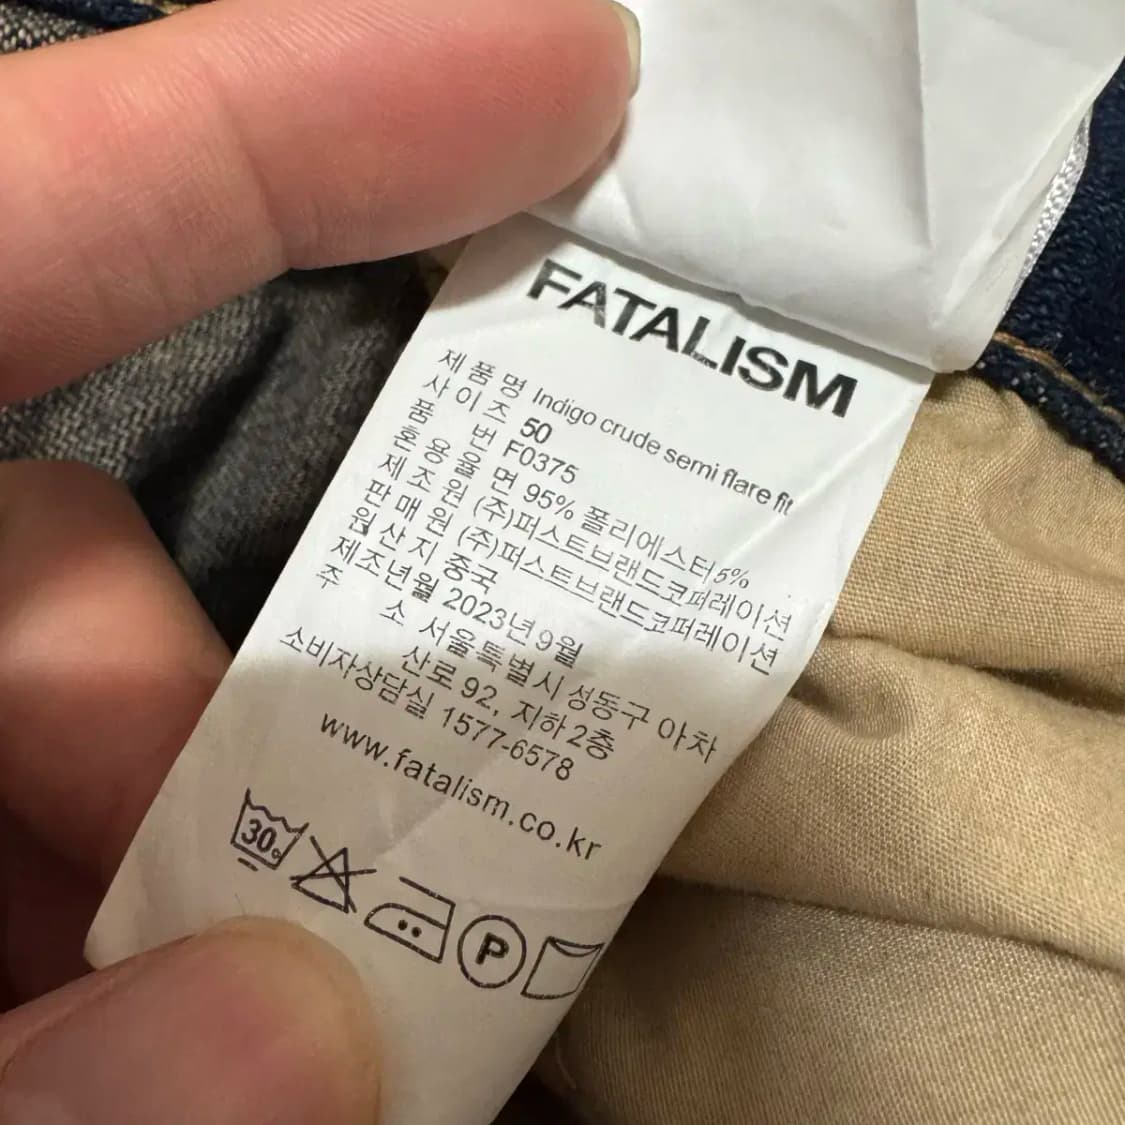 FATALISM
제품명 Indigo crude semi flare fit
사이즈 50
품 번 F0375
혼용율 면 95% 폴리에스터 5%
제조원 (주)퍼스트브랜드코퍼레이션
판매원 (주)퍼스트브랜드코퍼레이션
원산지 중국
제조년월 2023년 9월
주 소 서울특별시 성동구 아차
산로 92, 지하 2층
소비자상담실 1577-6578
www.fatalism.co.kr
30° P